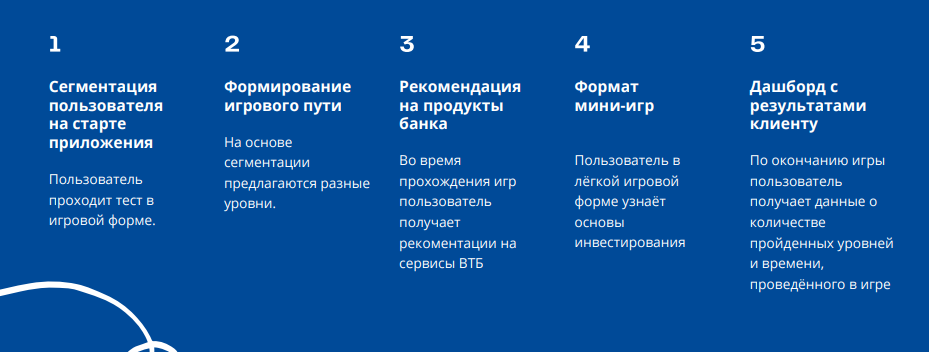 1
Сегментация
пользователя
на старте
приложения
Пользователь
проходит тест в
игровой форме.
2
Формирование
игрового пути
На основе
сегментации
предлагаются разные
уровни.
3
Рекомендация
на продукты
банка
Во время
прохождения игр
пользователь
получает
рекоментации на
сервисы ВТБ
4
Формат
мини-игр
Пользователь в
лёгкой игровой
форме узнаёт
основы
инвестирования
5
Дашборд с
результатами
клиенту
По окончанию игры
пользователь
получает данные о
количестве
пройденных уровней
и времени,
проведённого в игре